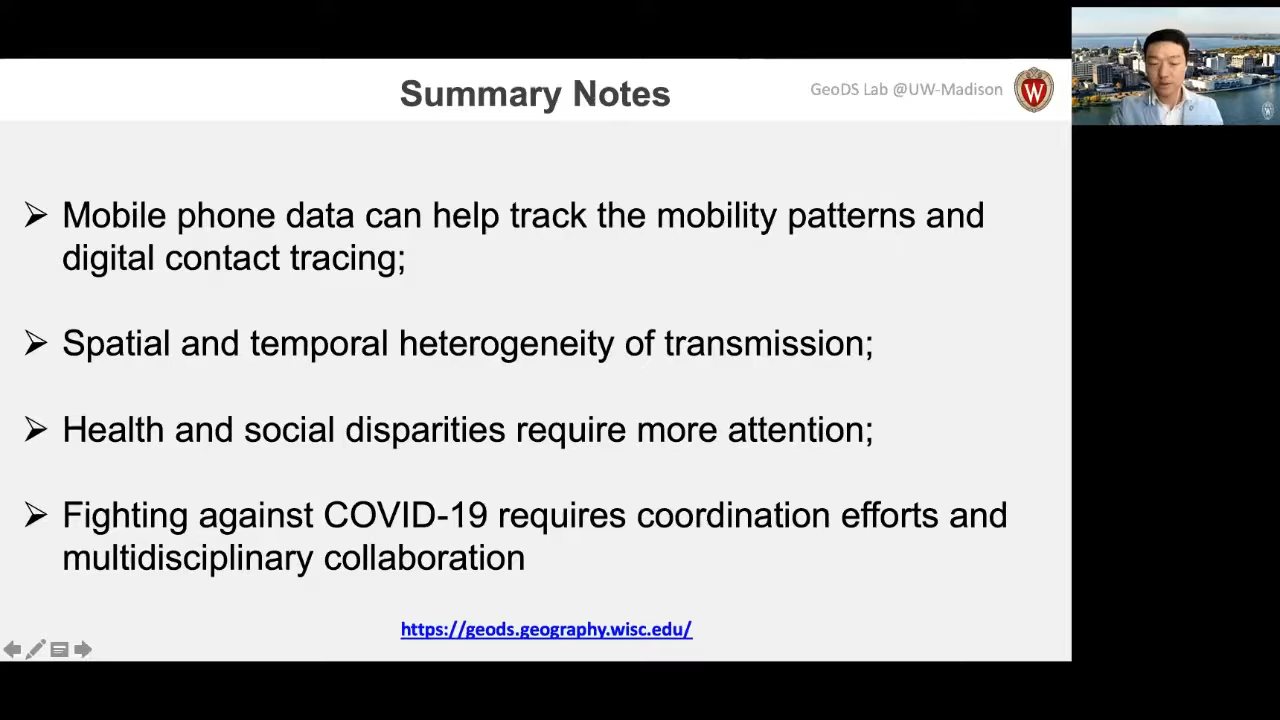 Summary Notes
GeoDS Lab @UW-Madison
W
➢ Mobile phone data can help track the mobility patterns and
digital contact tracing;
➢ Spatial and temporal heterogeneity of transmission;
➢ Health and social disparities require more attention;
➢ Fighting against COVID-19 requires coordination efforts and
multidisciplinary collaboration
https://geods.geography.wisc.edu/